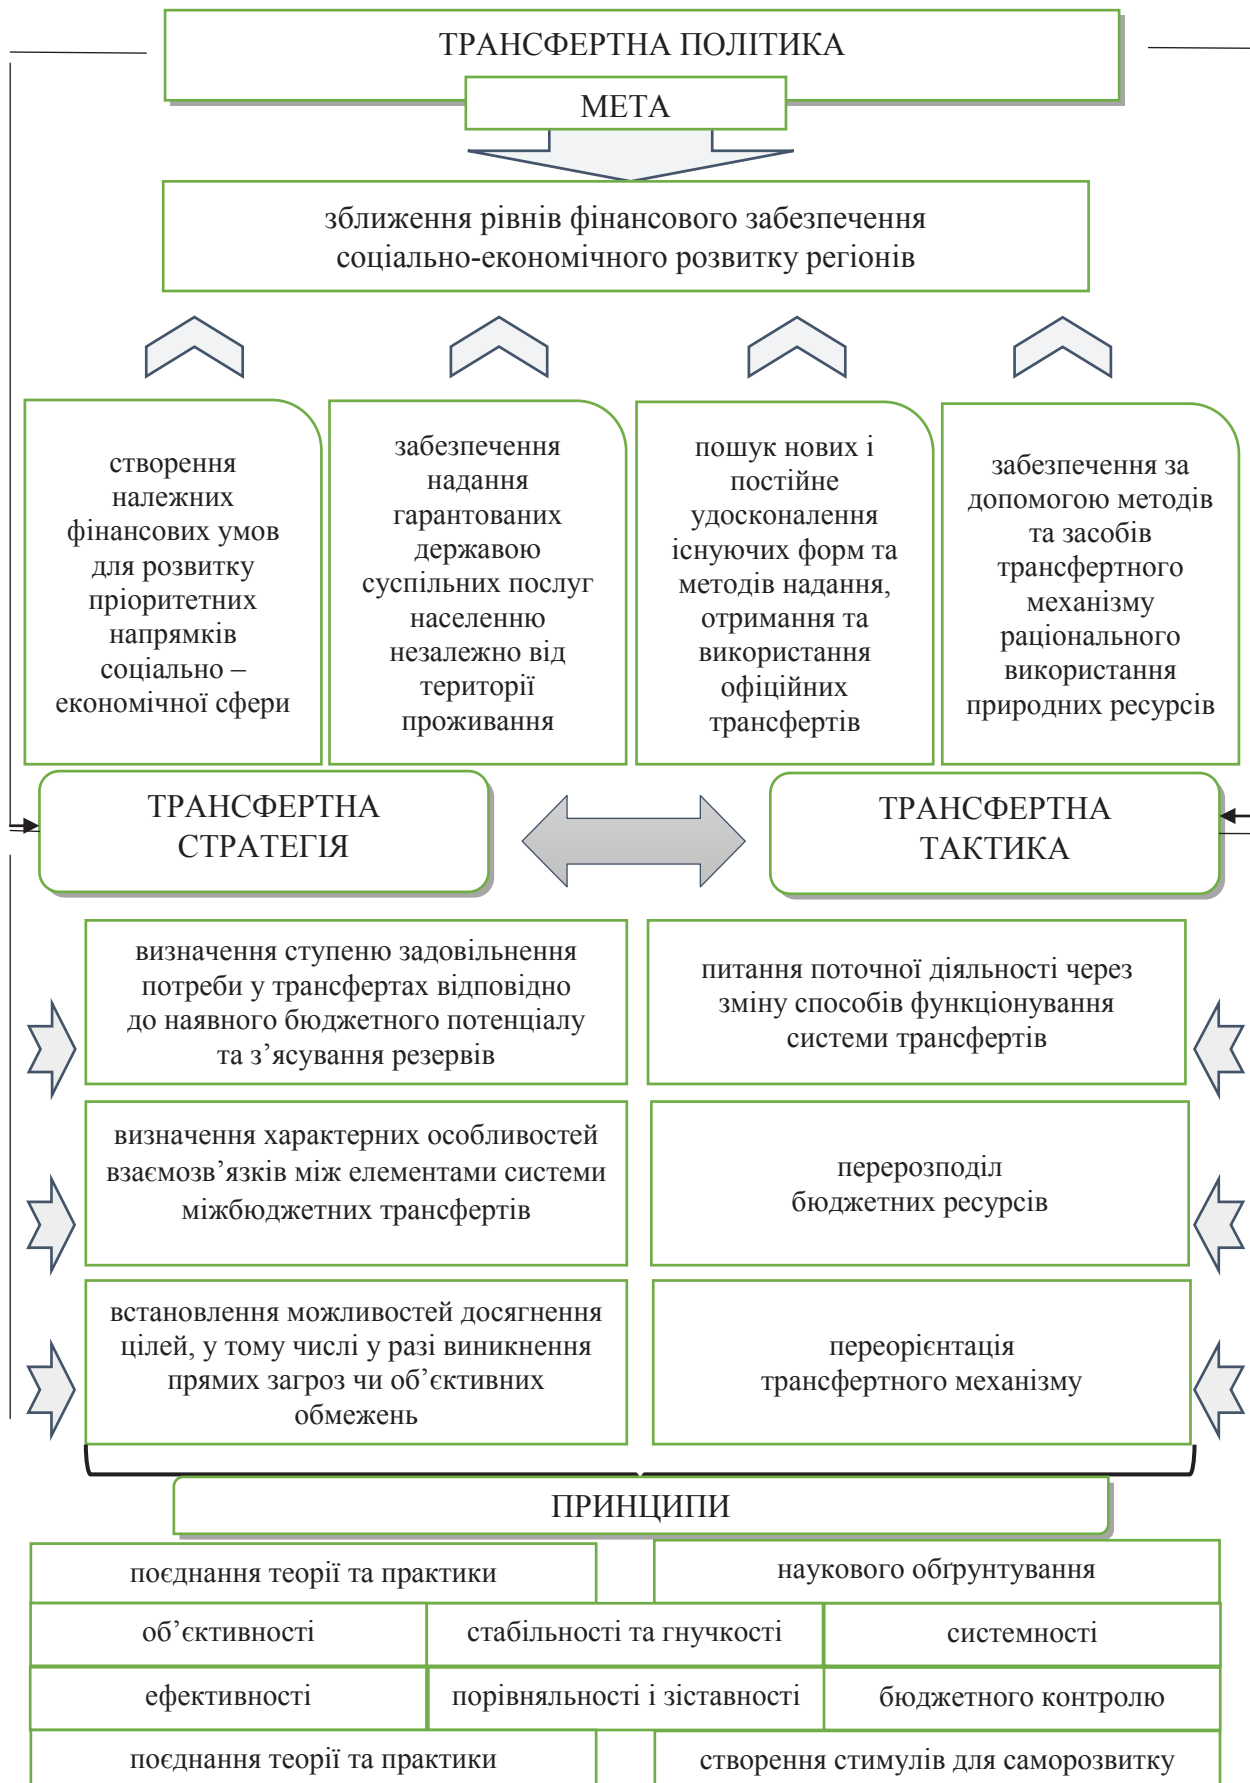 ТРАНСФЕРТНА ПОЛІТИКА
МЕТА
зближення рівнів фінансового забезпечення
соціально-економічного розвитку регіонів
створення
належних
фінансових умов
для розвитку
пріоритетних
напрямків
соціально –
економічної сфери
забезпечення
надання
гарантованих
державою
суспільних послуг
населенню
незалежно від
території
проживання
пошук нових і
постійне
удосконалення
існуючих форм та
методів надання,
отримання та
використання
офіційних
трансфертів
забезпечення за
допомогою методів
та засобів
трансфертного
механізму
раціонального
використання
природних ресурсів
ТРАНСФЕРТНА
СТРАТЕГІЯ
ТРАНСФЕРТНА
ТАКТИКА
визначення ступеню задовільнення
потреби у трансфертах відповідно
до наявного бюджетного потенціалу
та з’ясування резервів
питання поточної діяльності через
зміну способів функціонування
системи трансфертів
визначення характерних особливостей
взаємозв’язків між елементами системи
міжбюджетних трансфертів
перерозподіл
бюджетних ресурсів
встановлення можливостей досягнення
цілей, у тому числі у разі виникнення
прямих загроз чи об’єктивних
обмежень
переорієнтація
трансфертного механізму
ПРИНЦИПИ
поєднання теорії та практики
наукового обґрунтування
об’єктивності
стабільності та гнучкості
системності
ефективності
порівняльності і зіставності
бюджетного контролю
поєднання теорії та практики
створення стимулів для саморозвитку